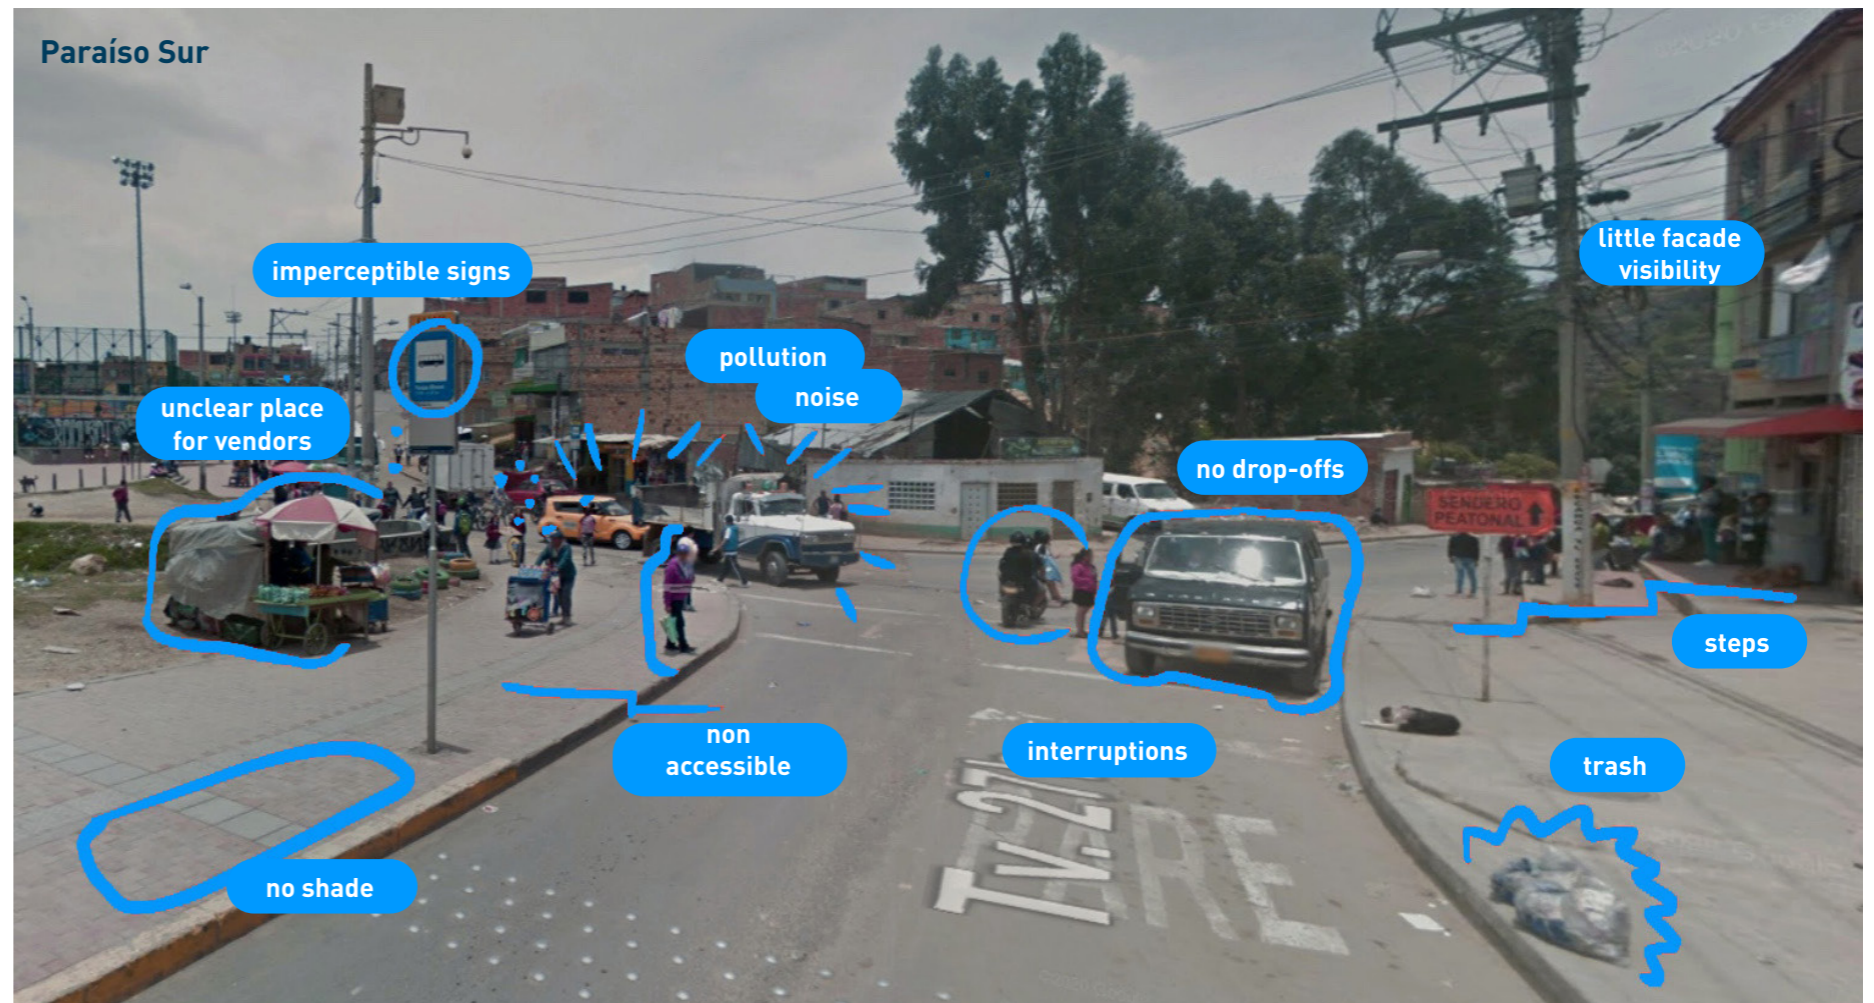 Paraíso Sur
imperceptible signs
little facade
visibility
pollution
noise
unclear place
for vendors
no drop-offs
SENDERO
PEATONAL
steps
non
accessible
interruptions
trash
no shade
Tv. 27
ARE